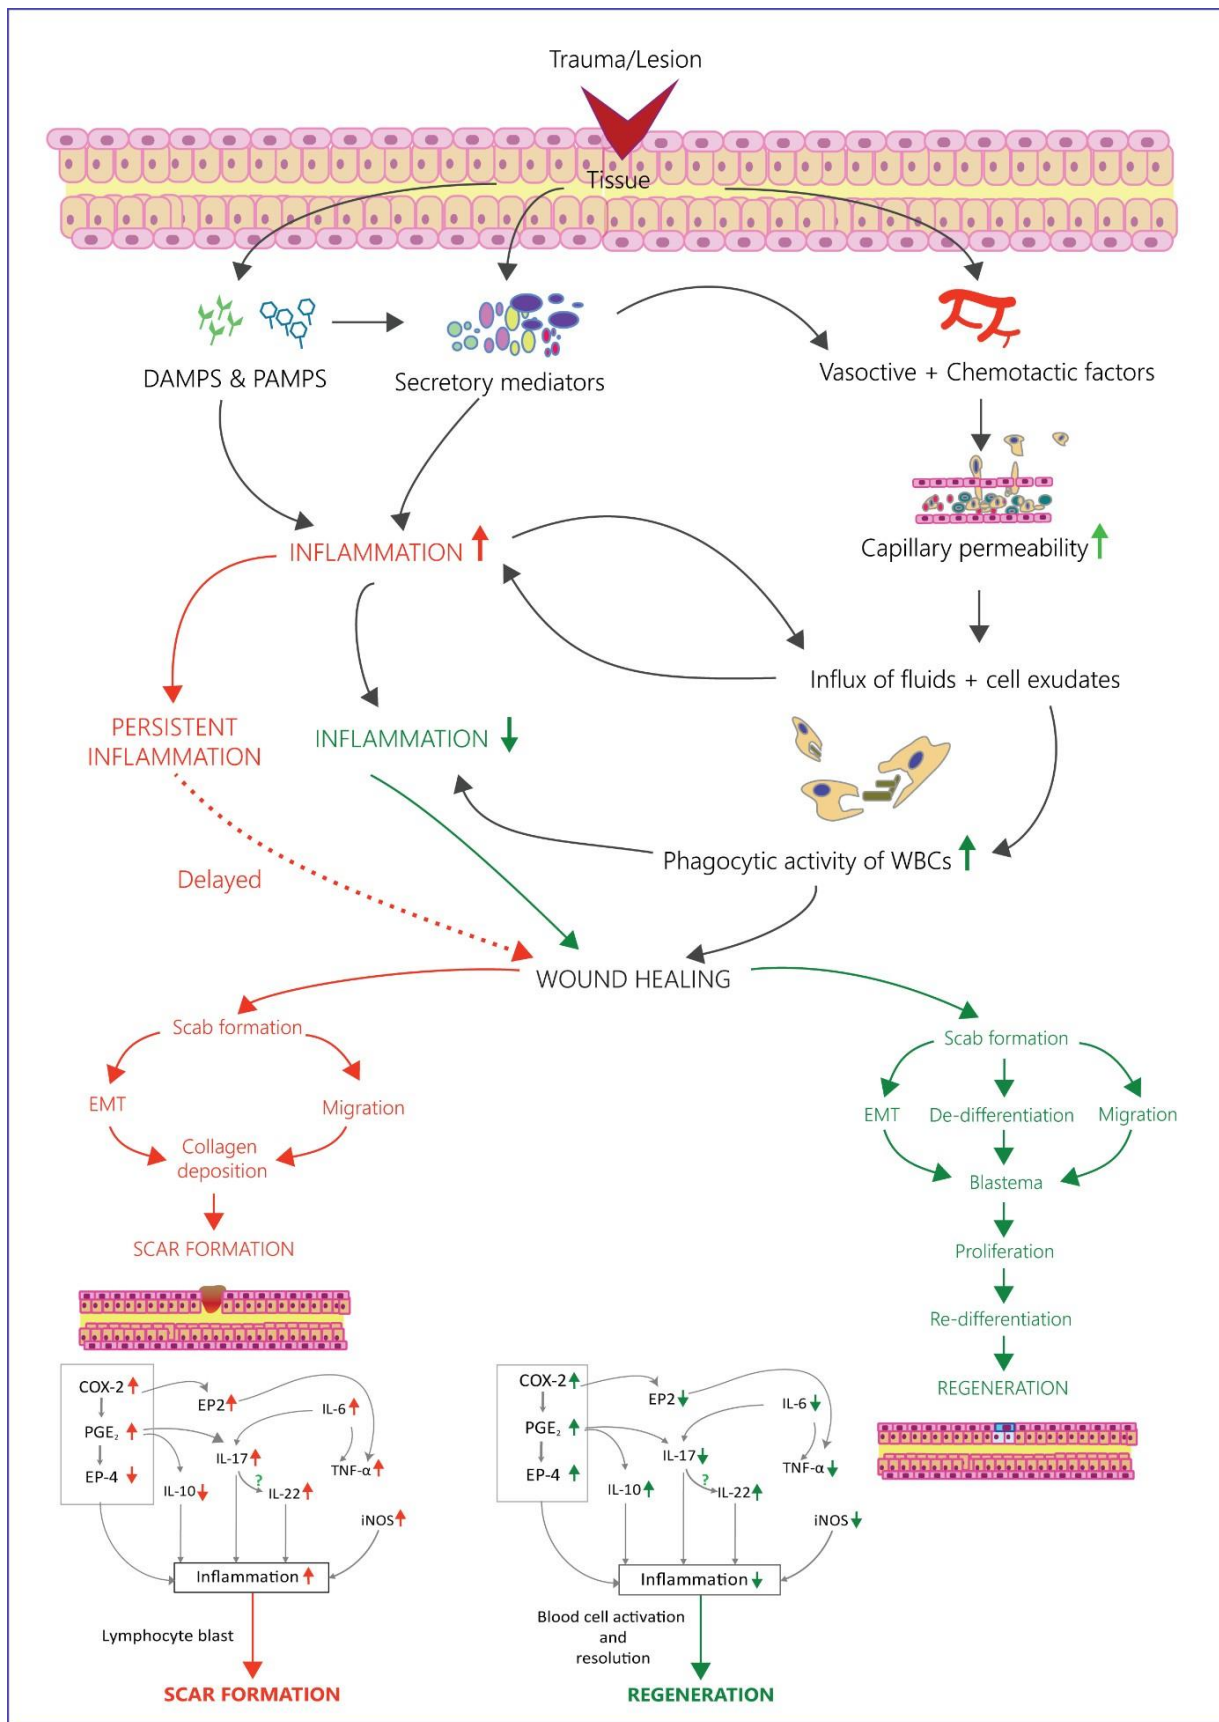 Trauma/Lesion
Tissue
DAMPS & PAMPS
Secretory mediators
Vasoctive + Chemotactic factors
Capillary permeability
INFLAMMATION
Influx of fluids + cell exudates
PERSISTENT
INFLAMMATION
INFLAMMATION
Phagocytic activity of WBCs
Delayed
WOUND HEALING
Scab formation
EMT
Migration
Collagen
deposition
SCAR FORMATION
Scab formation
EMT
De-differentiation
Migration
Blastema
Proliferation
Re-differentiation
REGENERATION
COX-2
EP2
IL-6
PGE₂
IL-17
TNF-α
EP-4
IL-10
?
IL-22
iNOS
Inflammation
Lymphocyte blast
SCAR FORMATION
COX-2
EP2
IL-6
PGE₂
IL-17
TNF-α
EP-4
IL-10
?
IL-22
iNOS
Inflammation
Blood cell activation
and
resolution
REGENERATION